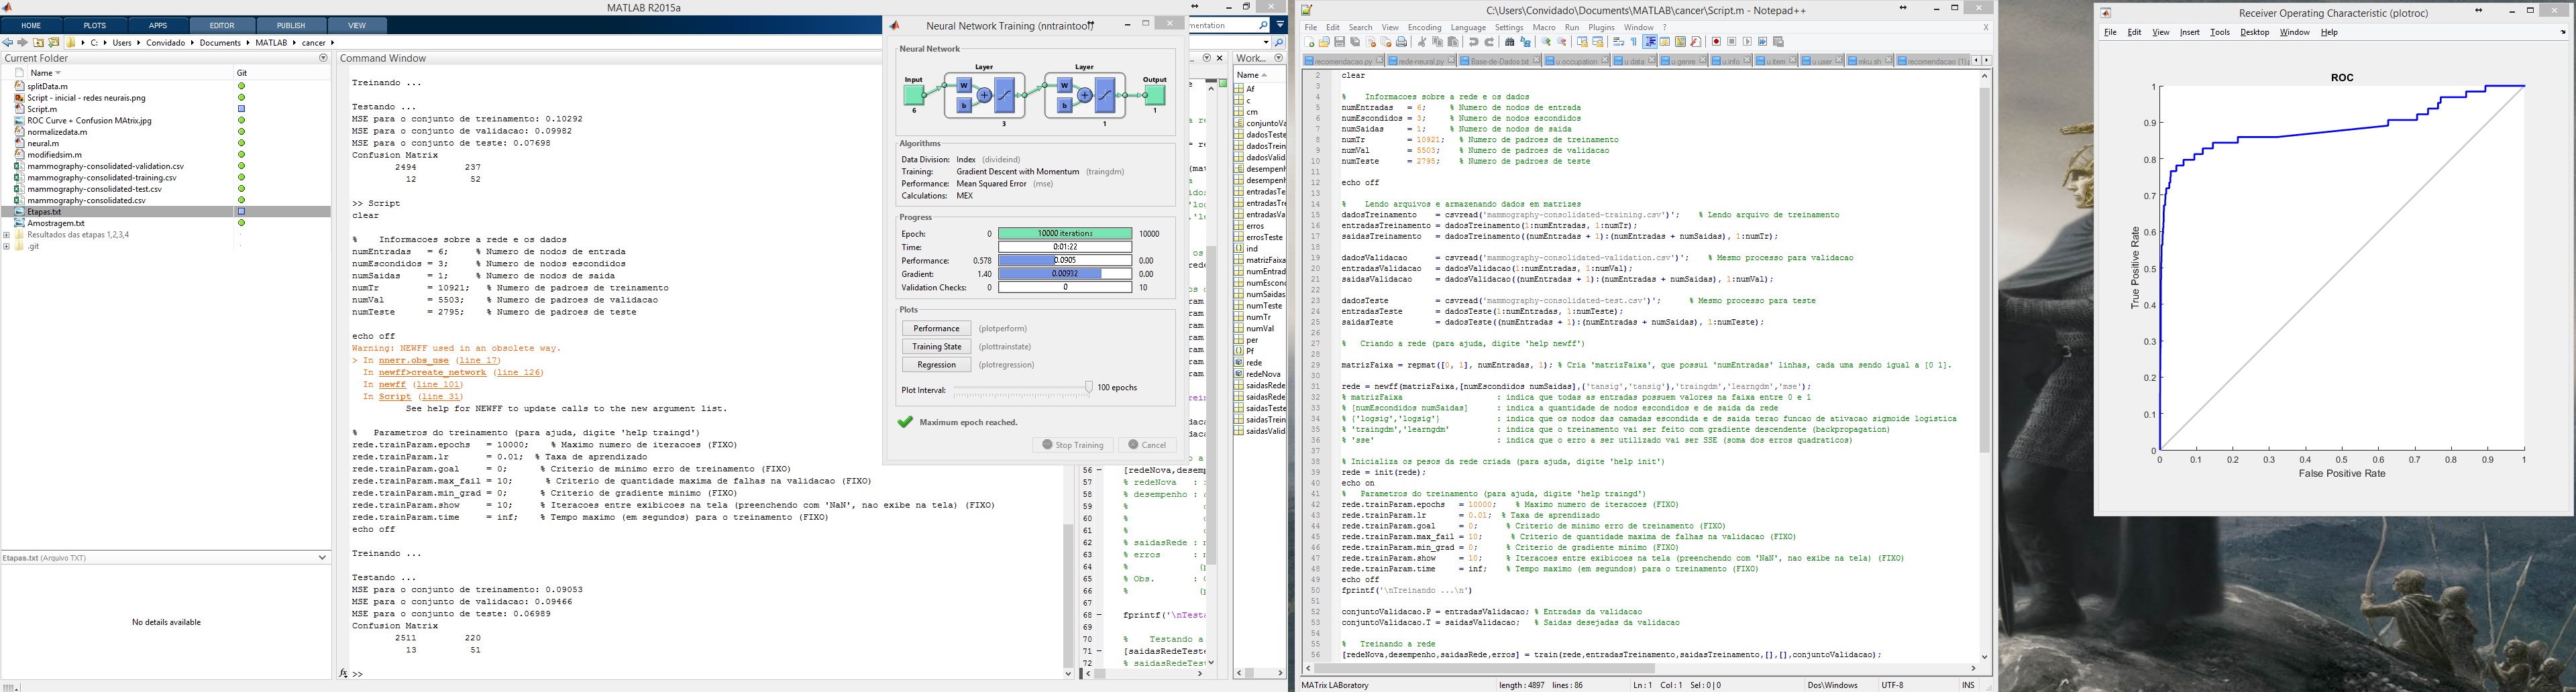 MATLAB R2015a
HOME PLOTS APPS EDITOR PUBLISH VIEW
C: Users Convidado Documents MATLAB cancer
Current Folder
Name Git
splitData.m
Script - inicial - redes neurais.png
Script.m
ROC Curve + Confusion MAtrix.jpg
normalizedata.m
neural.m
modifiedsim.m
mammography-consolidated-validation.csv
mammography-consolidated-training.csv
mammography-consolidated-test.csv
mammography-consolidated.csv
Etapas.txt
Amostragem.txt
Resultados das etapas 1,2,3,4
.git
Etapas.txt (Arquivo TXT)
No details available
Command Window
Treinando ...
Testando ...
MSE para o conjunto de treinamento: 0.10292
MSE para o conjunto de validacao: 0.09982
MSE para o conjunto de teste: 0.07698
Confusion Matrix
2494 237
12 52
>> Script
clear
% Informacoes sobre a rede e os dados
numEntradas = 6; % Numero de nodos de entrada
numEscondidos = 3; % Numero de nodos escondidos
numSaidas = 1; % Numero de nodos de saida
numTr = 10921; % Numero de padroes de treinamento
numVal = 5503; % Numero de padroes de validacao
numTeste = 2795; % Numero de padroes de teste
echo off
Warning: NEWFF used in an obsolete way.
> In nnerr.obs_use (line 17)
In newff>create_network (line 126)
In newff (line 101)
In Script (line 31)
See help for NEWFF to update calls to the new argument list.
% Parametros do treinamento (para ajuda, digite 'help traingd')
rede.trainParam.epochs = 10000; % Maximo numero de iteracoes (FIXO)
rede.trainParam.lr = 0.01; % Taxa de aprendizado
rede.trainParam.goal = 0; % Criterio de minimo erro de treinamento (FIXO)
rede.trainParam.max_fail = 10; % Criterio de quantidade maxima de falhas na validacao (FIXO)
rede.trainParam.min_grad = 0; % Criterio de gradiente minimo (FIXO)
rede.trainParam.show = 10; % Iteracoes entre exibicoes na tela (preenchendo com 'NaN', nao exibe na tela) (FIXO)
rede.trainParam.time = inf; % Tempo maximo (em segundos) para o treinamento (FIXO)
echo off
Treinando ...
Testando ...
MSE para o conjunto de treinamento: 0.09053
MSE para o conjunto de validacao: 0.09466
MSE para o conjunto de teste: 0.06989
Confusion Matrix
2511 220
13 51
fx >>
Neural Network Training (nntraintool)
Neural Network
Layer Layer
Input Output
W W
b b
6 3 1 1
Algorithms
Data Division: Index (divideind)
Training: Gradient Descent with Momentum (traingdm)
Performance: Mean Squared Error (mse)
Calculations: MEX
Progress
Epoch: 0 10000 iterations 10000
Time: 0:01:22
Performance: 0.578 0.0905 0.00
Gradient: 1.40 0.00932 0.00
Validation Checks: 0 0 10
Plots
Performance (plotperform)
Training State (plottrainstate)
Regression (plotregression)
Plot Interval: 100 epochs
Maximum epoch reached.
Stop Training Cancel
56 [redeNova,desemp
57 % redeNova :
58 % desempenho :
59 %
60 %
61 %
62 % saidasRede :
63 % erros :
64 %
65 % Obs. :
66 %
67
68 fprintf('\nTesta
69
70 % Testando a
71 [saidasRedeTeste
72 % saidasRedeTes
Work...
Name
Af
c
cm
conjuntoVa
dadosTeste
dadosTrein
dadosValid
desempenh
entradasTe
entradasTre
entradasVa
erros
errosTeste
ind
matrizFaixa
numEntrad
numEscond
numSaidas
numTeste
numTr
numVal
per
Pf
rede
redeNova
saidasRede
saidasRede
saidasTeste
saidasTrein
saidasValid
C:\Users\Convidado\Documents\MATLAB\cancer\Script.m - Notepad++
File Edit Search View Encoding Language Settings Macro Run Plugins Window ? X
recomendacao.py rede-neural.py Base-de-Dados.txt u.occupation u.data u.genre u.info u.item u.user mku.sh recomendacao (1)
2 clear
3
4 % Informacoes sobre a rede e os dados
5 numEntradas = 6; % Numero de nodos de entrada
6 numEscondidos = 3; % Numero de nodos escondidos
7 numSaidas = 1; % Numero de nodos de saida
8 numTr = 10921; % Numero de padroes de treinamento
9 numVal = 5503; % Numero de padroes de validacao
10 numTeste = 2795; % Numero de padroes de teste
11
12 echo off
13
14 % Lendo arquivos e armazenando dados em matrizes
15 dadosTreinamento = csvread('mammography-consolidated-training.csv')'; % Lendo arquivo de treinamento
16 entradasTreinamento = dadosTreinamento(1:numEntradas, 1:numTr);
17 saidasTreinamento = dadosTreinamento((numEntradas + 1):(numEntradas + numSaidas), 1:numTr);
18
19 dadosValidacao = csvread('mammography-consolidated-validation.csv')'; % Mesmo processo para validacao
20 entradasValidacao = dadosValidacao(1:numEntradas, 1:numVal);
21 saidasValidacao = dadosValidacao((numEntradas + 1):(numEntradas + numSaidas), 1:numVal);
22
23 dadosTeste = csvread('mammography-consolidated-test.csv')'; % Mesmo processo para teste
24 entradasTeste = dadosTeste(1:numEntradas, 1:numTeste);
25 saidasTeste = dadosTeste((numEntradas + 1):(numEntradas + numSaidas), 1:numTeste);
26
27 % Criando a rede (para ajuda, digite 'help newff')
28
29 matrizFaixa = repmat([0, 1], numEntradas, 1); % Cria 'matrizFaixa', que possui 'numEntradas' linhas, cada uma sendo igual a [0 1].
30
31 rede = newff(matrizFaixa,[numEscondidos numSaidas],{'tansig','tansig'},'traingdm','learngdm','mse');
32 % matrizFaixa : indica que todas as entradas possuem valores na faixa entre 0 e 1
33 % [numEscondidos numSaidas] : indica a quantidade de nodos escondidos e de saida da rede
34 % {'logsig','logsig'} : indica que os nodos das camadas escondida e de saida terao funcao de ativacao sigmoide logistica
35 % 'traingdm','learngdm' : indica que o treinamento vai ser feito com gradiente descendente (backpropagation)
36 % 'sse' : indica que o erro a ser utilizado vai ser SSE (soma dos erros quadraticos)
37
38 % Inicializa os pesos da rede criada (para ajuda, digite 'help init')
39 rede = init(rede);
40 echo on
41 % Parametros do treinamento (para ajuda, digite 'help traingd')
42 rede.trainParam.epochs = 10000; % Maximo numero de iteracoes (FIXO)
43 rede.trainParam.lr = 0.01; % Taxa de aprendizado
44 rede.trainParam.goal = 0; % Criterio de minimo erro de treinamento (FIXO)
45 rede.trainParam.max_fail = 10; % Criterio de quantidade maxima de falhas na validacao (FIXO)
46 rede.trainParam.min_grad = 0; % Criterio de gradiente minimo (FIXO)
47 rede.trainParam.show = 10; % Iteracoes entre exibicoes na tela (preenchendo com 'NaN', nao exibe na tela) (FIXO)
48 rede.trainParam.time = inf; % Tempo maximo (em segundos) para o treinamento (FIXO)
49 echo off
50 fprintf('\nTreinando ...\n')
51
52 conjuntoValidacao.P = entradasValidacao; % Entradas da validacao
53 conjuntoValidacao.T = saidasValidacao; % Saidas desejadas da validacao
54
55 % Treinando a rede
56 [redeNova,desempenho,saidasRede,erros] = train(rede,entradasTreinamento,saidasTreinamento,[],[],conjuntoValidacao);
MATrix LABoratory length : 4897 lines : 86 Ln : 1 Col : 1 Sel : 0 | 0 Dos\Windows UTF-8 INS
Receiver Operating Characteristic (plotroc)
File Edit View Insert Tools Desktop Window Help
ROC
True Positive Rate
1
0.9
0.8
0.7
0.6
0.5
0.4
0.3
0.2
0.1
0
0 0.1 0.2 0.3 0.4 0.5 0.6 0.7 0.8 0.9 1
False Positive Rate